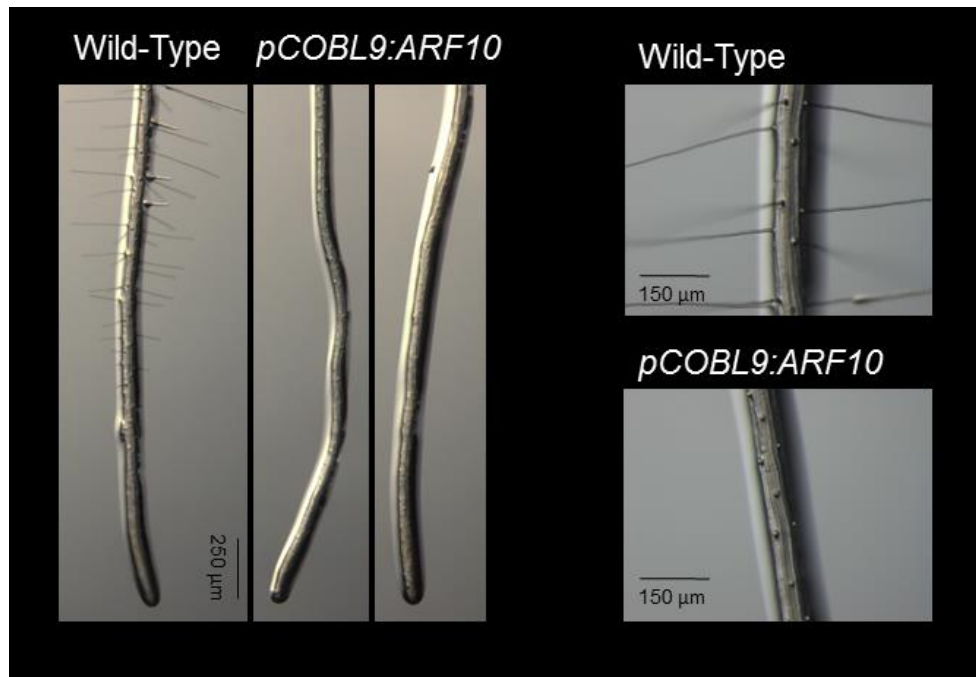 Wild-Type
pCOBL9:ARF10
250 µm
Wild-Type
150 µm
pCOBL9:ARF10
150 µm